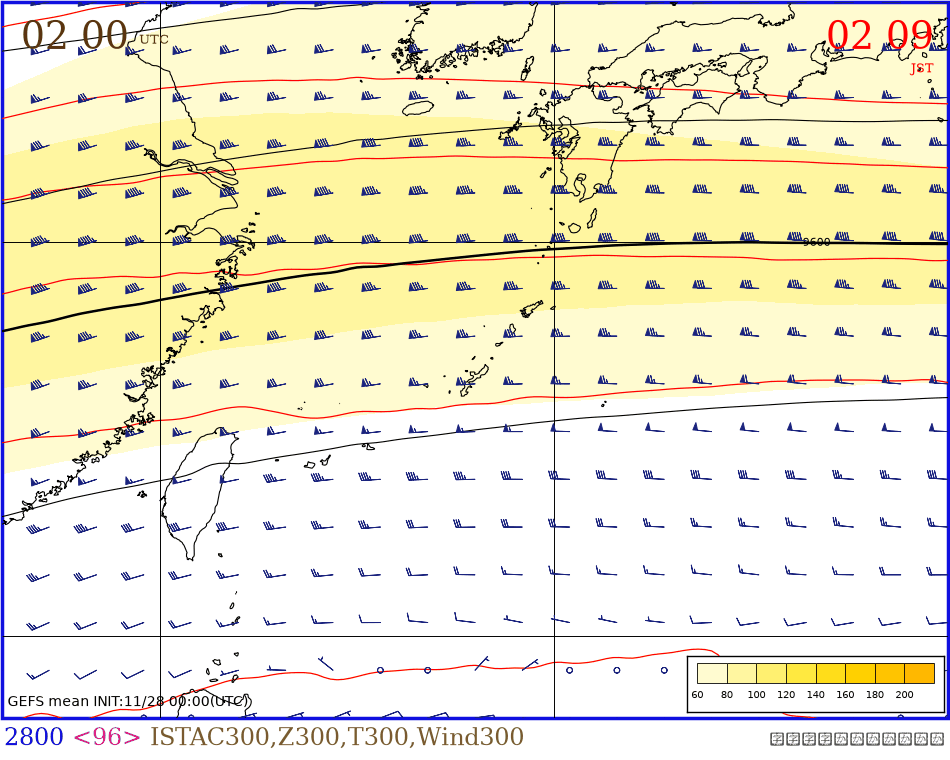 02 00 UTC
02 09
JST
9600
60 80 100 120 140 160 180 200
GEFS mean INIT:11/28 00:00(UTC)
2800 <96> ISTAC300,Z300,T300,Wind300